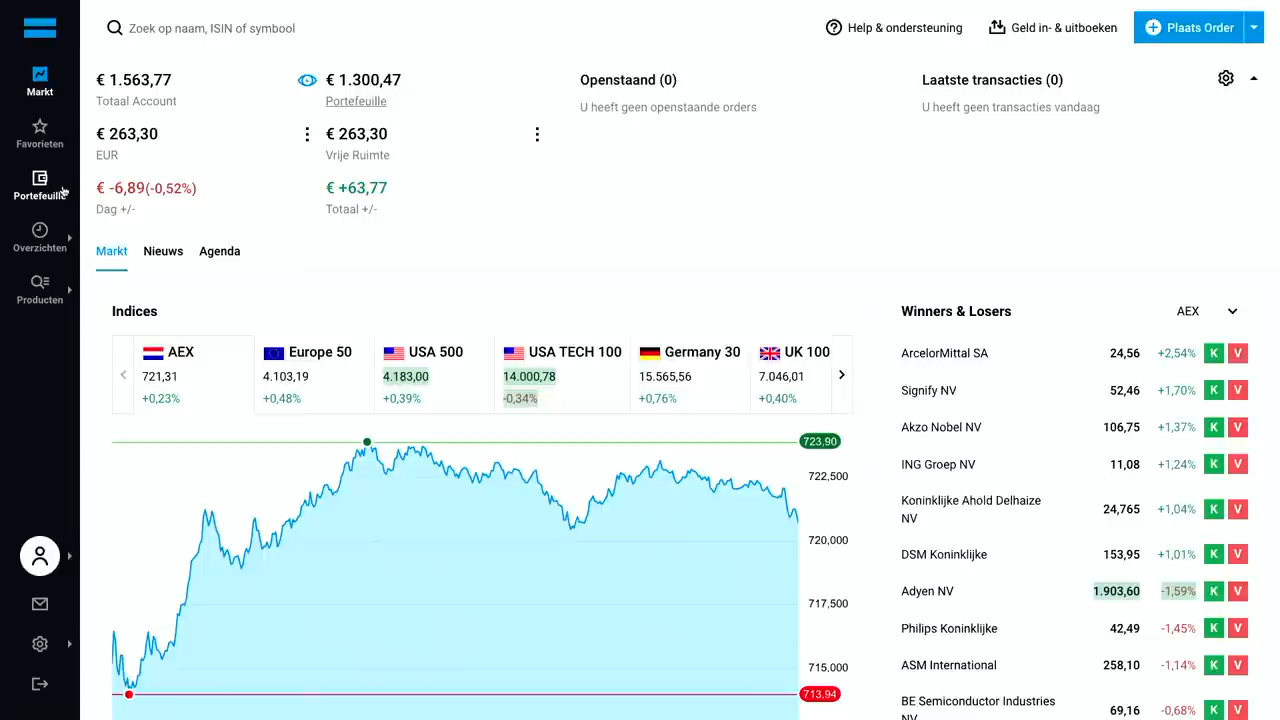 Zoek op naam, ISIN of symbool
Help & ondersteuning
Geld in- & uitboeken
Plaats Order
Markt
Favorieten
Portefeuille
Overzichten
Producten
€ 1.563,77
Totaal Account
€ 1.300,47
Portefeuille
€ 263,30
EUR
€ 263,30
Vrije Ruimte
€ -6,89(-0,52%)
Dag +/-
€ +63,77
Totaal +/-
Openstaand (0)
U heeft geen openstaande orders
Laatste transacties (0)
U heeft geen transacties vandaag
Markt Nieuws Agenda
Indices
AEX
721,31
+0,23%
Europe 50
4.103,19
+0,48%
USA 500
4.183,00
+0,39%
USA TECH 100
14.000,78
-0,34%
Germany 30
15.565,56
+0,76%
UK 100
7.046,01
+0,40%
723,90
722,500
720,000
717,500
715,000
713,94
Winners & Losers
AEX
ArcelorMittal SA 24,56 +2,54% K V
Signify NV 52,46 +1,70% K V
Akzo Nobel NV 106,75 +1,37% K V
ING Groep NV 11,08 +1,24% K V
Koninklijke Ahold Delhaize
NV 24,765 +1,04% K V
DSM Koninklijke 153,95 +1,01% K V
Adyen NV 1.903,60 -1,59% K V
Philips Koninklijke 42,49 -1,45% K V
ASM International 258,10 -1,14% K V
BE Semiconductor Industries
NV 69,16 -0,68% K V